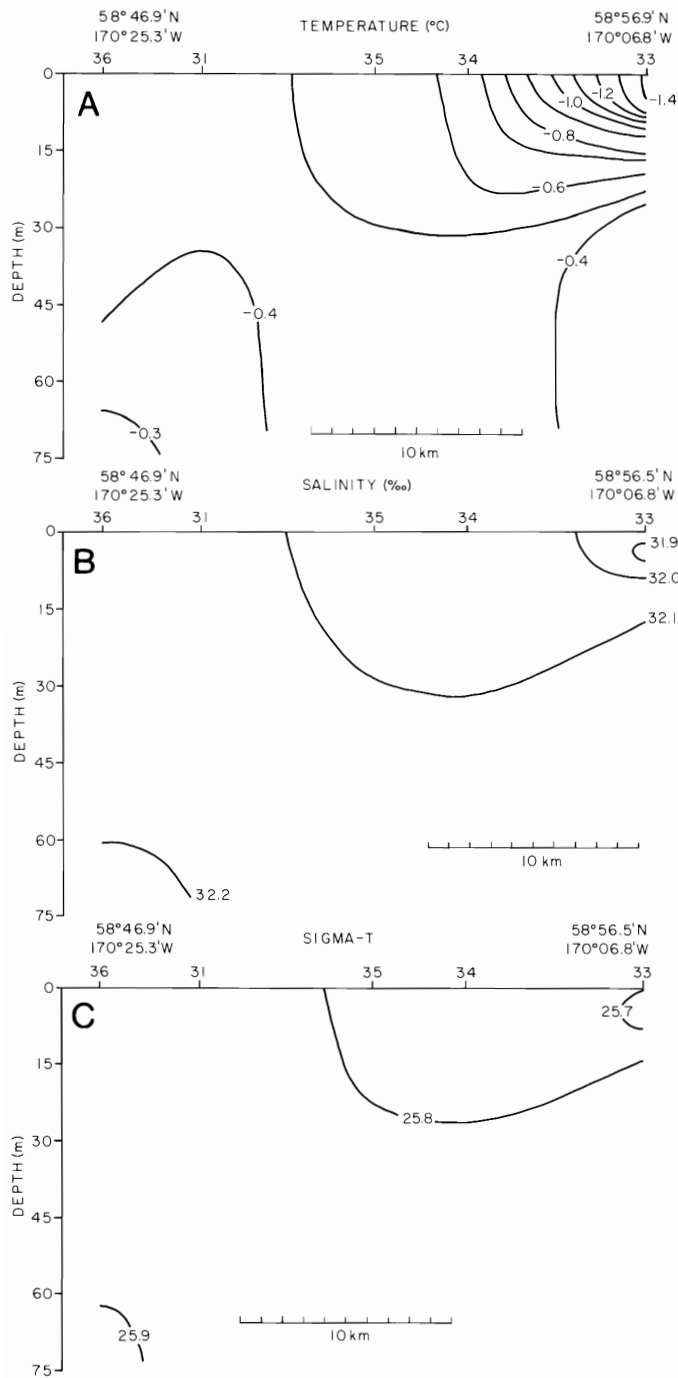 58°46.9'N TEMPERATURE (°C) 58°56.9'N
170°25.3'W 170°06.8'W
36 31 35 34 33
A
0
15
30
45
60
75
DEPTH (m)
-1.4
-1.2
-1.0
-0.8
-0.6
-0.4
-0.4
-0.3
10 km
58°46.9'N SALINITY (‰) 58°56.5'N
170°25.3'W 170°06.8'W
36 31 35 34 33
B
0
15
30
45
60
75
DEPTH (m)
31.9
32.0
32.1
32.2
10 km
58°46.9'N SIGMA-T 58°56.5'N
170°25.3'W 170°06.8'W
36 31 35 34 33
C
0
15
30
45
60
75
DEPTH (m)
25.7
25.8
25.9
10 km